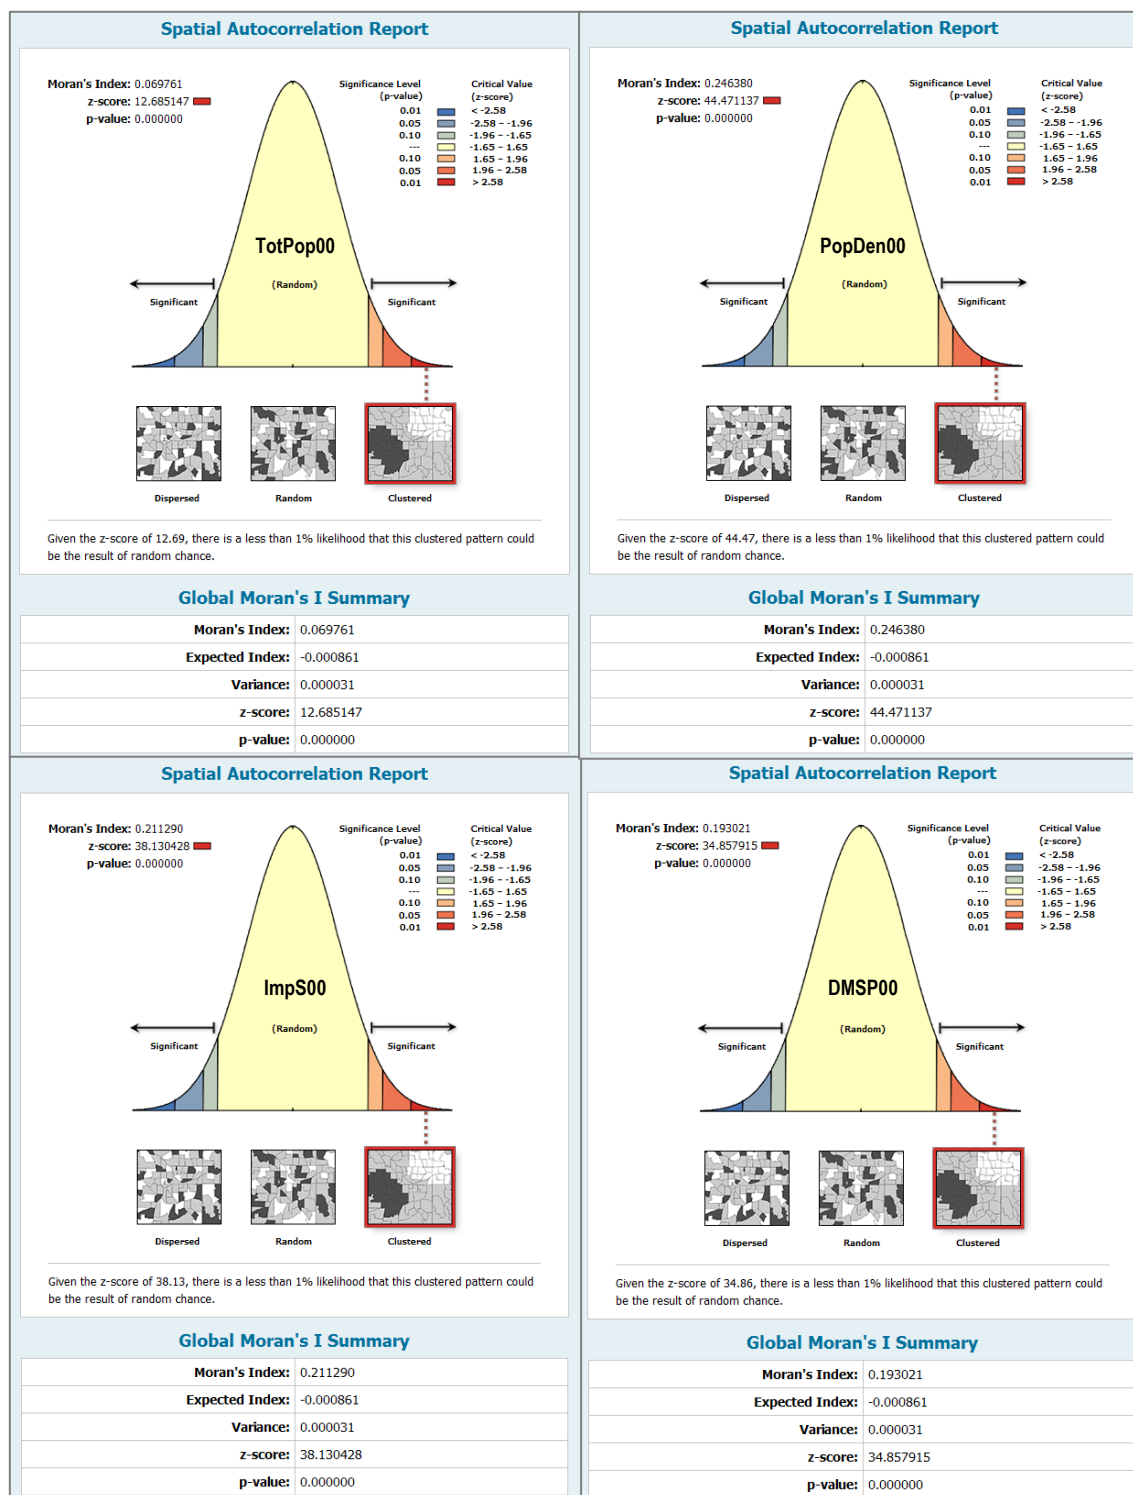 Spatial Autocorrelation Report
Moran's Index: 0.069761
z-score: 12.685147
p-value: 0.000000
Significance Level (p-value) Critical Value (z-score)
0.01 < -2.58
0.05 -2.58 – -1.96
0.10 -1.96 – -1.65
--- -1.65 – 1.65
0.10 1.65 – 1.96
0.05 1.96 – 2.58
0.01 > 2.58
TotPop00
(Random)
Significant Significant
Dispersed Random Clustered
Given the z-score of 12.69, there is a less than 1% likelihood that this clustered pattern could
be the result of random chance.
Global Moran's I Summary
Moran's Index: 0.069761
Expected Index: -0.000861
Variance: 0.000031
z-score: 12.685147
p-value: 0.000000
Spatial Autocorrelation Report
Moran's Index: 0.246380
z-score: 44.471137
p-value: 0.000000
Significance Level (p-value) Critical Value (z-score)
0.01 < -2.58
0.05 -2.58 – -1.96
0.10 -1.96 – -1.65
--- -1.65 – 1.65
0.10 1.65 – 1.96
0.05 1.96 – 2.58
0.01 > 2.58
PopDen00
(Random)
Significant Significant
Dispersed Random Clustered
Given the z-score of 44.47, there is a less than 1% likelihood that this clustered pattern could
be the result of random chance.
Global Moran's I Summary
Moran's Index: 0.246380
Expected Index: -0.000861
Variance: 0.000031
z-score: 44.471137
p-value: 0.000000
Spatial Autocorrelation Report
Moran's Index: 0.211290
z-score: 38.130428
p-value: 0.000000
Significance Level (p-value) Critical Value (z-score)
0.01 < -2.58
0.05 -2.58 – -1.96
0.10 -1.96 – -1.65
--- -1.65 – 1.65
0.10 1.65 – 1.96
0.05 1.96 – 2.58
0.01 > 2.58
ImpS00
(Random)
Significant Significant
Dispersed Random Clustered
Given the z-score of 38.13, there is a less than 1% likelihood that this clustered pattern could
be the result of random chance.
Global Moran's I Summary
Moran's Index: 0.211290
Expected Index: -0.000861
Variance: 0.000031
z-score: 38.130428
p-value: 0.000000
Spatial Autocorrelation Report
Moran's Index: 0.193021
z-score: 34.857915
p-value: 0.000000
Significance Level (p-value) Critical Value (z-score)
0.01 < -2.58
0.05 -2.58 – -1.96
0.10 -1.96 – -1.65
--- -1.65 – 1.65
0.10 1.65 – 1.96
0.05 1.96 – 2.58
0.01 > 2.58
DMSP00
(Random)
Significant Significant
Dispersed Random Clustered
Given the z-score of 34.86, there is a less than 1% likelihood that this clustered pattern could
be the result of random chance.
Global Moran's I Summary
Moran's Index: 0.193021
Expected Index: -0.000861
Variance: 0.000031
z-score: 34.857915
p-value: 0.000000